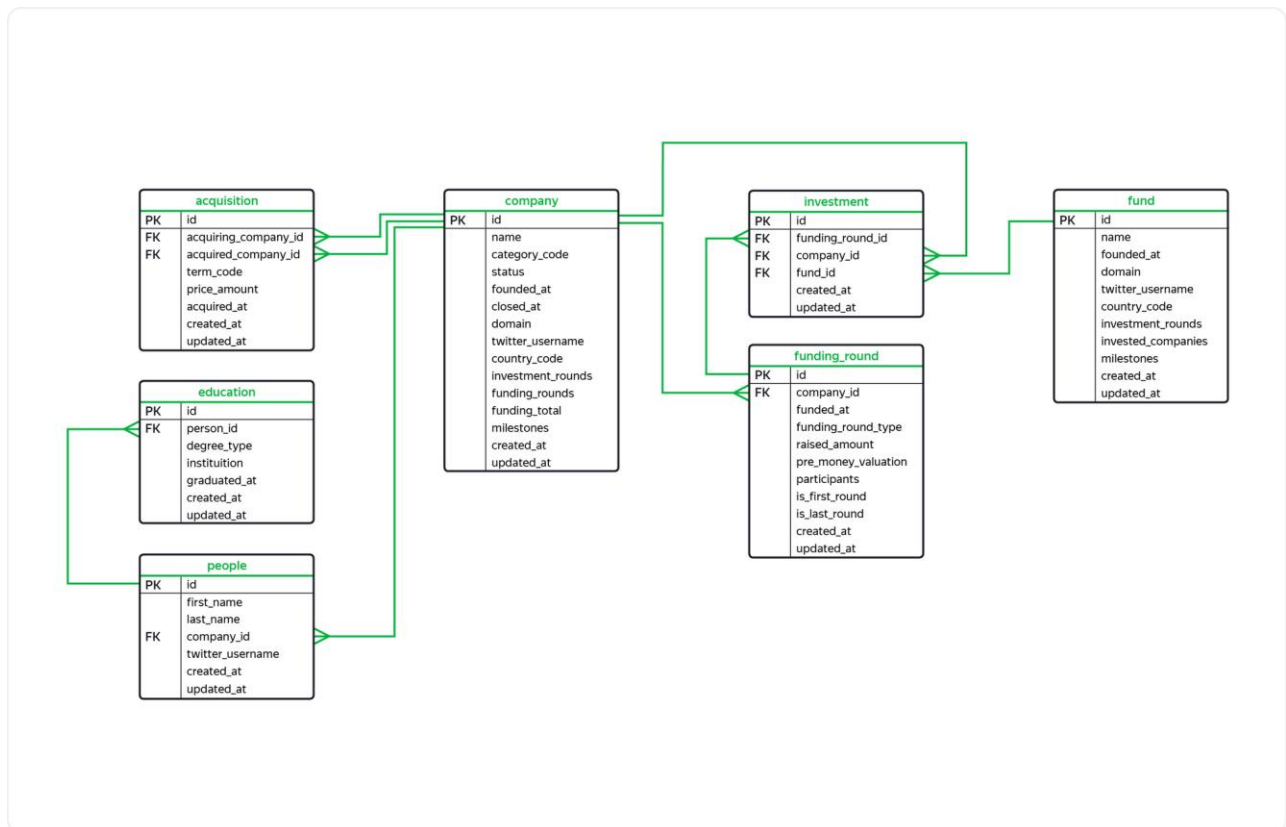 acquisition
PK id
FK acquiring_company_id
FK acquired_company_id
term_code
price_amount
acquired_at
created_at
updated_at
education
PK id
FK person_id
degree_type
instituition
graduated_at
created_at
updated_at
people
PK id
first_name
last_name
FK company_id
twitter_username
created_at
updated_at
company
PK id
name
category_code
status
founded_at
closed_at
domain
twitter_username
country_code
investment_rounds
funding_rounds
funding_total
milestones
created_at
updated_at
investment
PK id
FK funding_round_id
FK company_id
FK fund_id
created_at
updated_at
funding_round
PK id
FK company_id
funded_at
funding_round_type
raised_amount
pre_money_valuation
participants
is_first_round
is_last_round
created_at
updated_at
fund
PK id
name
founded_at
domain
twitter_username
country_code
investment_rounds
invested_companies
milestones
created_at
updated_at